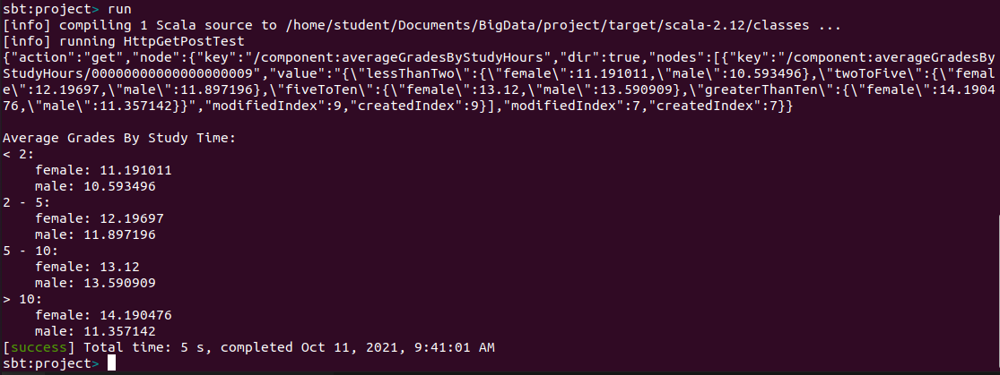 sbt:project> run
[info] compiling 1 Scala source to /home/student/Documents/BigData/project/target/scala-2.12/classes ...
[info] running HttpGetPostTest
{"action":"get","node":{"key":"/component:averageGradesByStudyHours","dir":true,"nodes":[{"key":"/component:averageGradesBy
StudyHours/00000000000000000009","value":"{\"lessThanTwo\":{\"female\":11.191011,\"male\":10.593496},\"twoToFive\":{\"femal
e\":12.19697,\"male\":11.897196},\"fiveToTen\":{\"female\":13.12,\"male\":13.590909},\"greaterThanTen\":{\"female\":14.1904
76,\"male\":11.357142}}","modifiedIndex":9,"createdIndex":9}],"modifiedIndex":7,"createdIndex":7}}
Average Grades By Study Time:
< 2:
    female: 11.191011
    male: 10.593496
2 - 5:
    female: 12.19697
    male: 11.897196
5 - 10:
    female: 13.12
    male: 13.590909
> 10:
    female: 14.190476
    male: 11.357142
[success] Total time: 5 s, completed Oct 11, 2021, 9:41:01 AM
sbt:project>